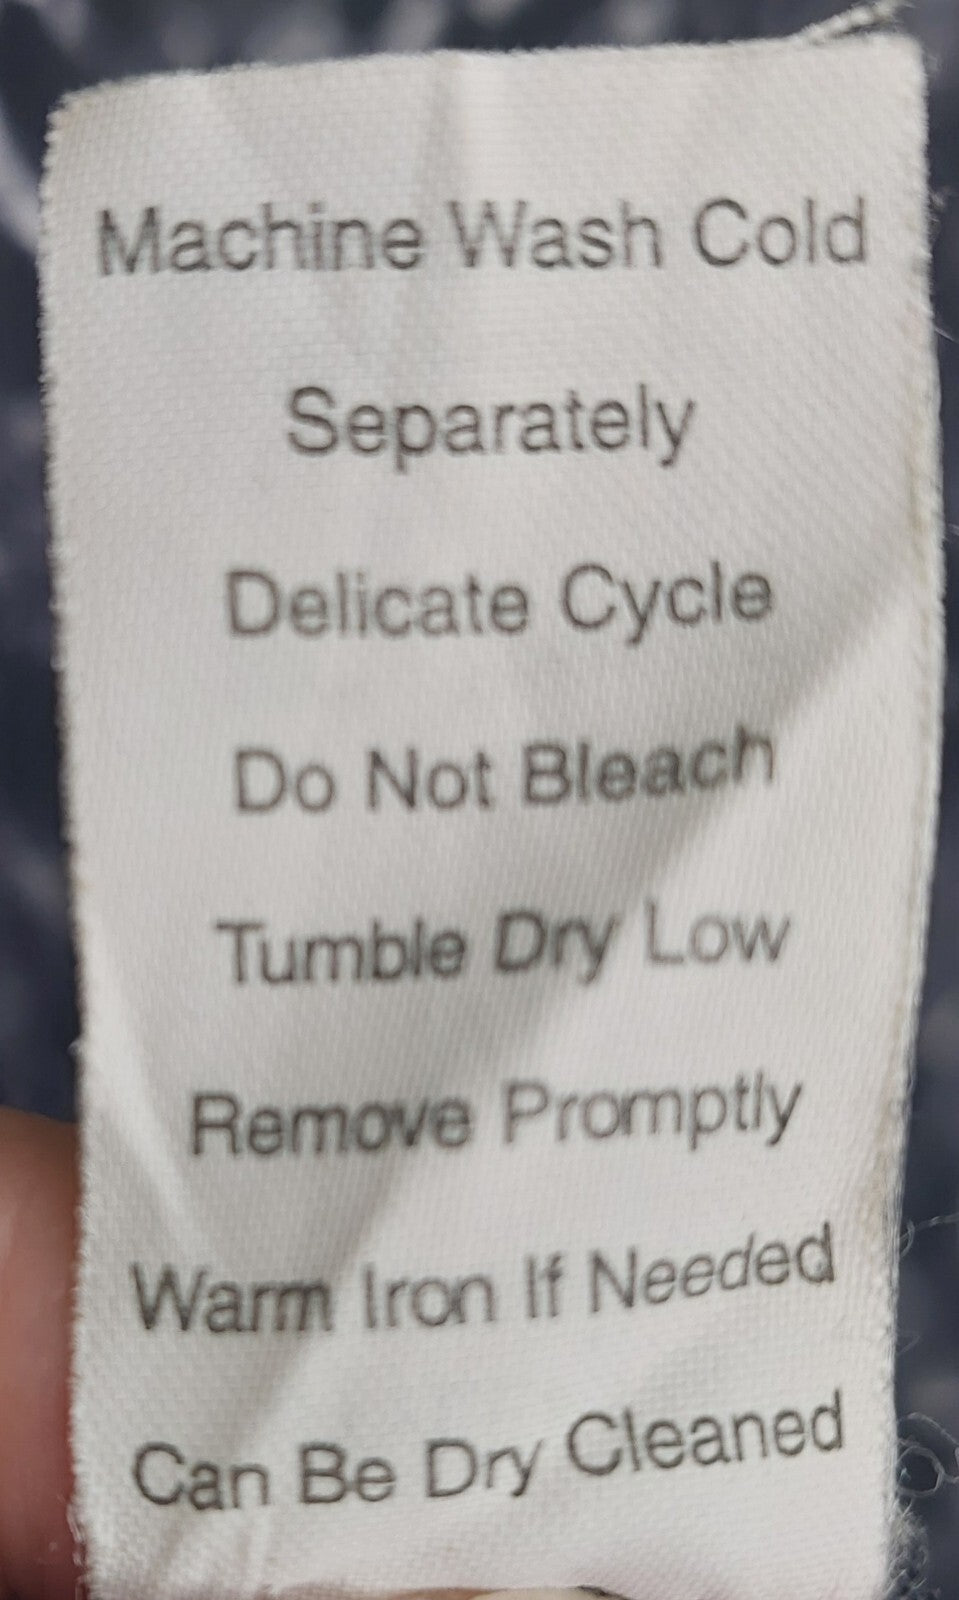 Machine Wash Cold
Separately
Delicate Cycle
Do Not Bleach
Tumble Dry Low
Remove Promptly
Warm Iron If Needed
Can Be Dry Cleaned